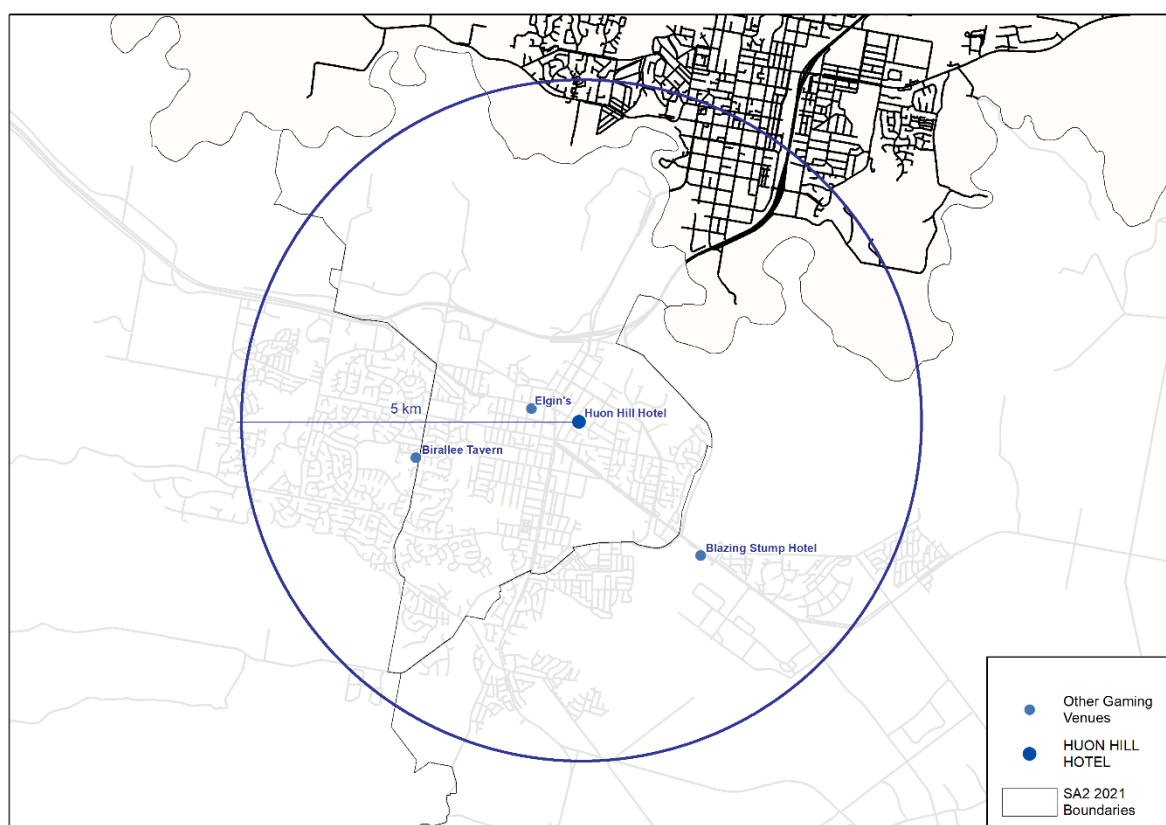 Elgin's
5 km
Huon Hill Hotel
Birallee Tavern
Blazing Stump Hotel
Other Gaming
Venues
HUON HILL
HOTEL
SA2 2021
Boundaries